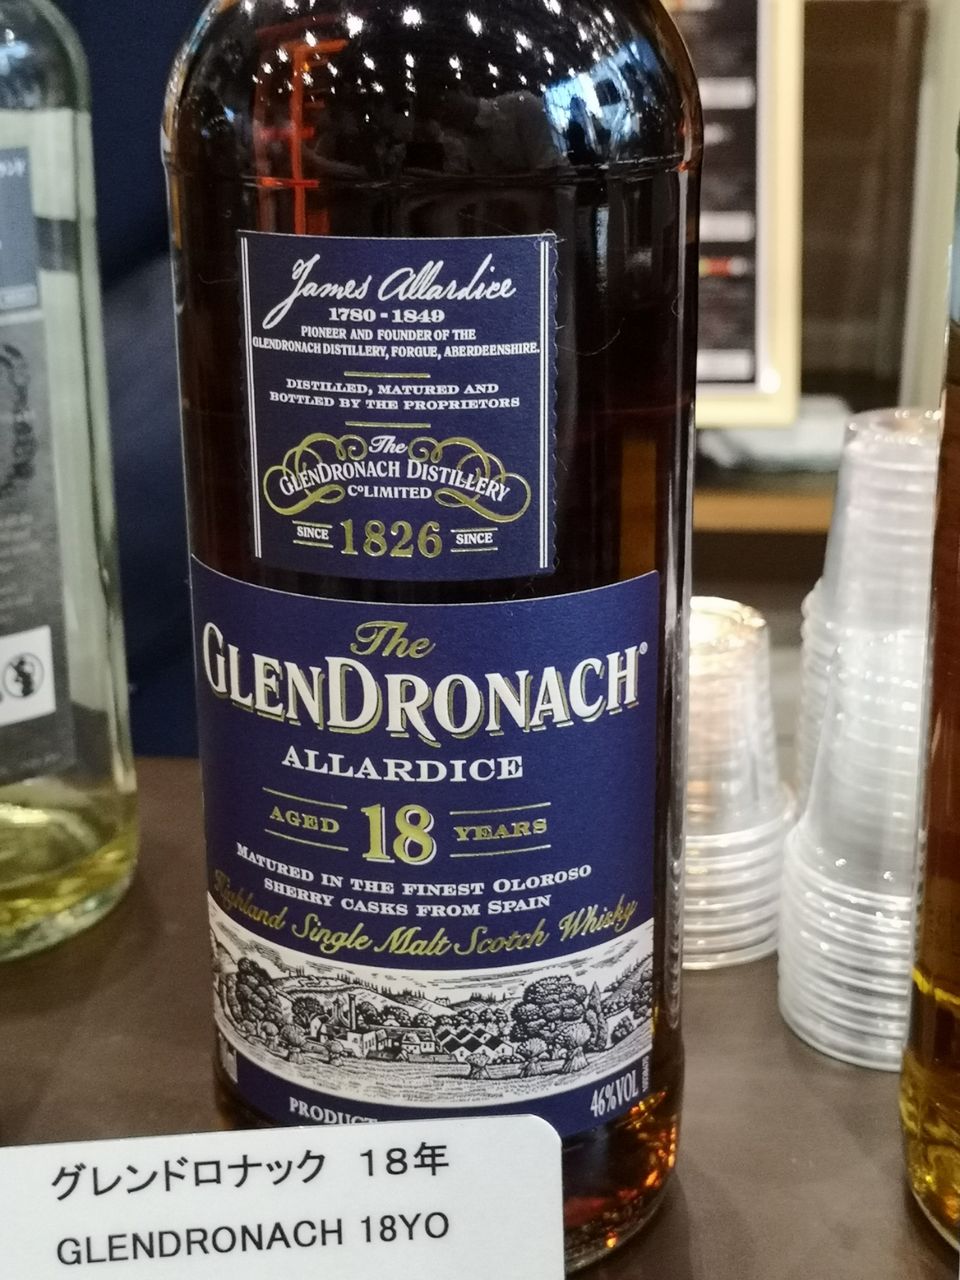 James Allardice
1780 - 1849
PIONEER AND FOUNDER OF THE
GLENDRONACH DISTILLERY, FORGUE, ABERDEENSHIRE.
DISTILLED, MATURED AND
BOTTLED BY THE PROPRIETORS
The
GLENDRONACH DISTILLERY
Cº LIMITED
SINCE 1826 SINCE
The
GLENDRONACH®
ALLARDICE
AGED 18 YEARS
MATURED IN THE FINEST OLOROSO
SHERRY CASKS FROM SPAIN
Highland Single Malt Scotch Whisky
46%VOL
PRODUCT
グレンドロナック 18年
GLENDRONACH 18YO